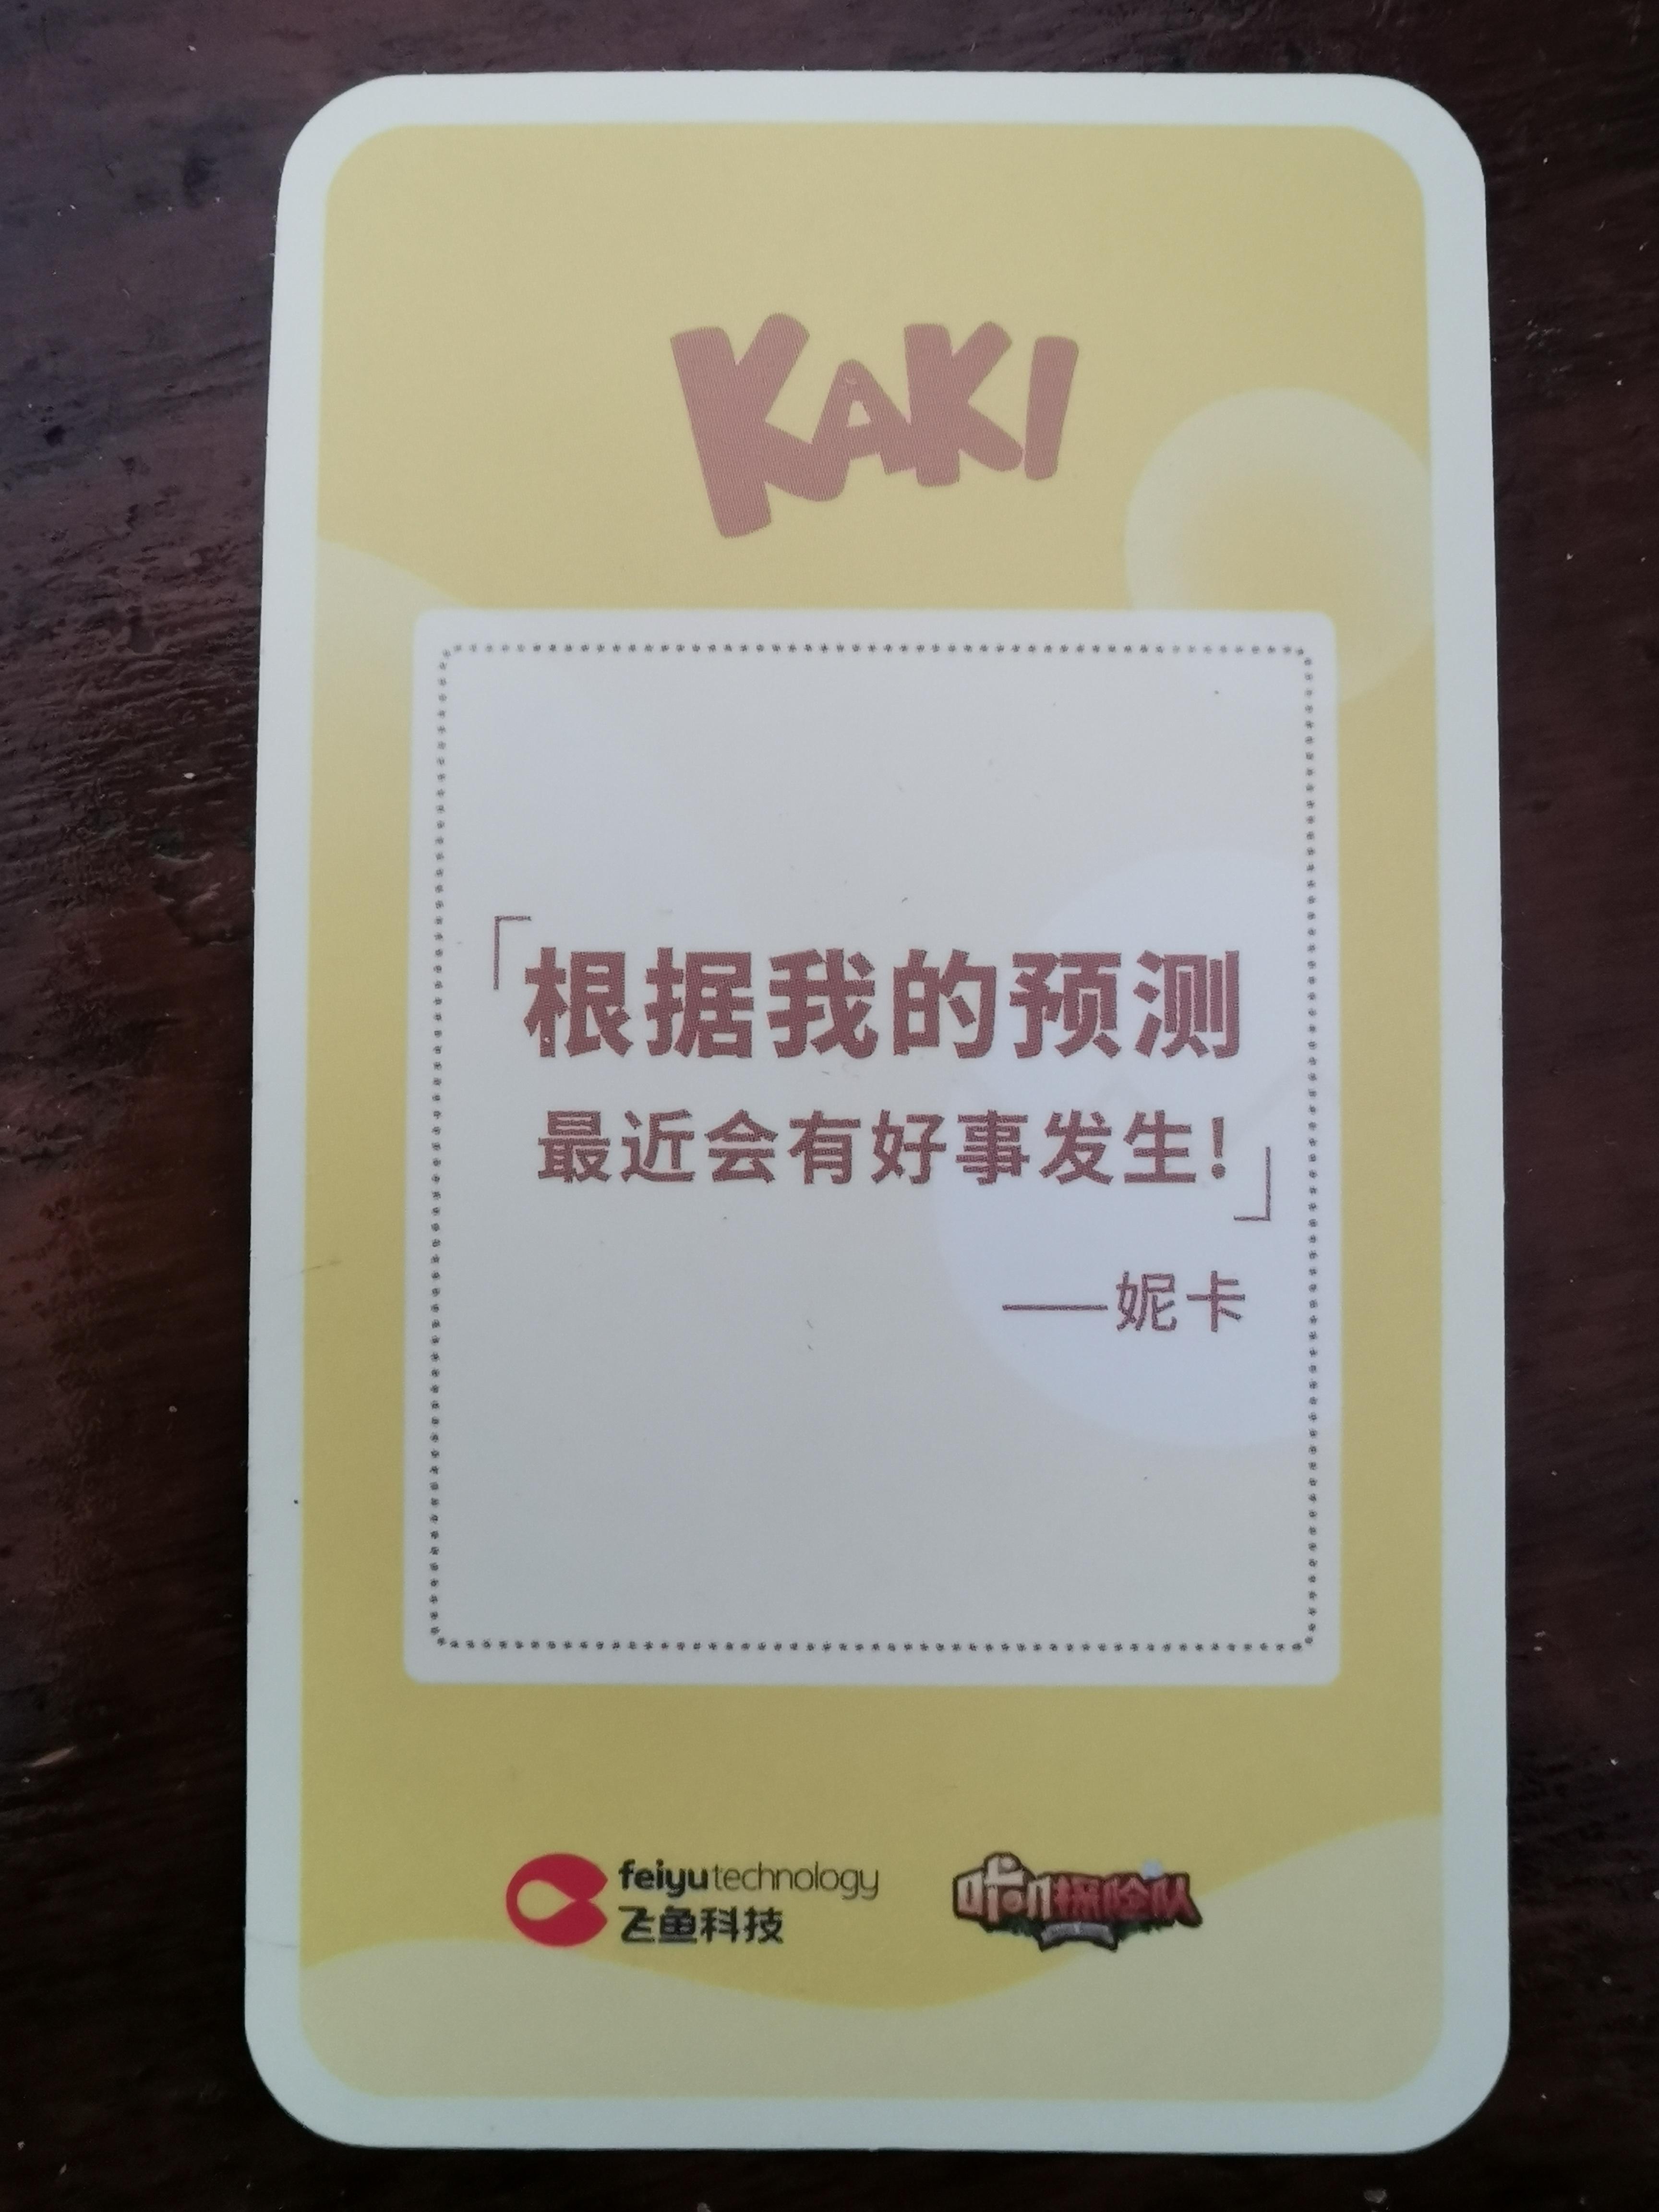 KAKI
「根据我的预测
最近会有好事发生!」
——妮卡
feiyu technology
飞鱼科技
咔叽探险队